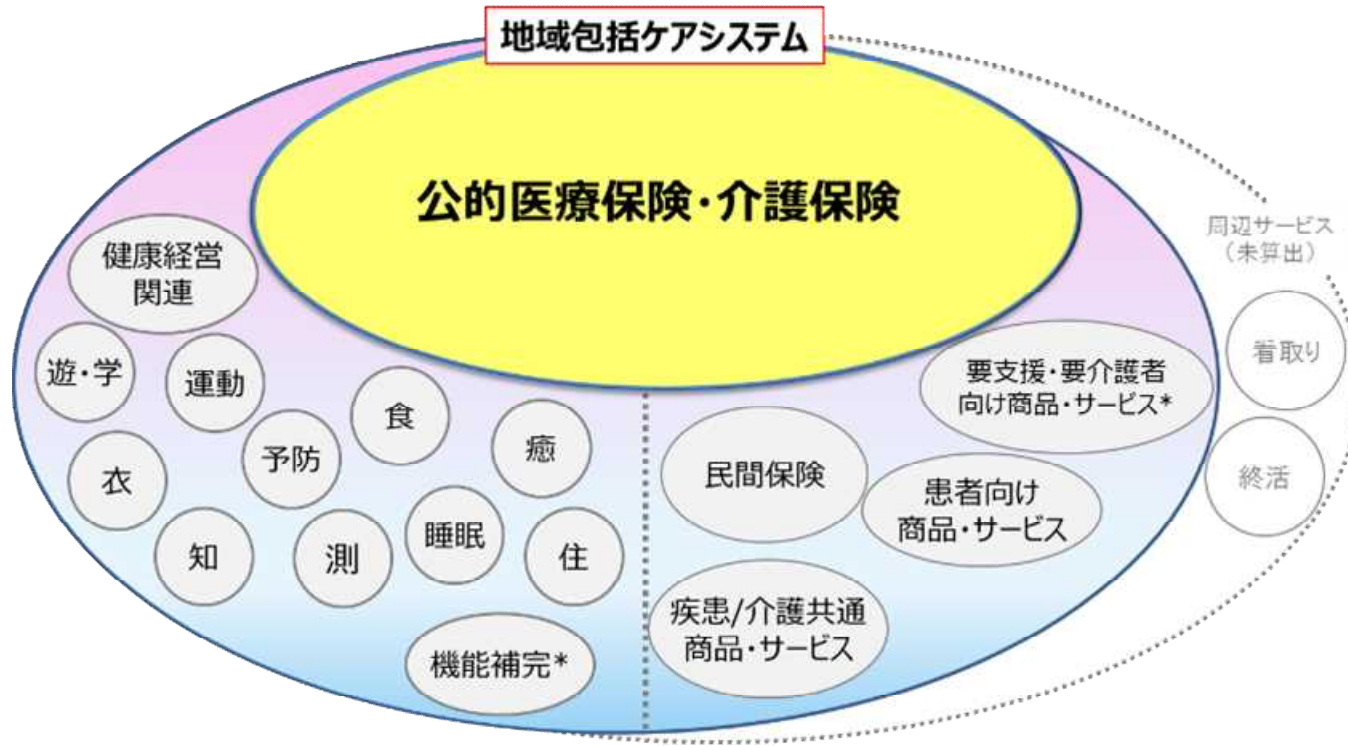 地域包括ケアシステム
公的医療保険・介護保険
周辺サービス
（未算出）
健康経営
関連
遊・学
運動
食
癒
予防
衣
知
測
睡眠
住
機能補完*
要支援・要介護者
向け商品・サービス*
民間保険
患者向け
商品・サービス
疾患/介護共通
商品・サービス
看取り
終活